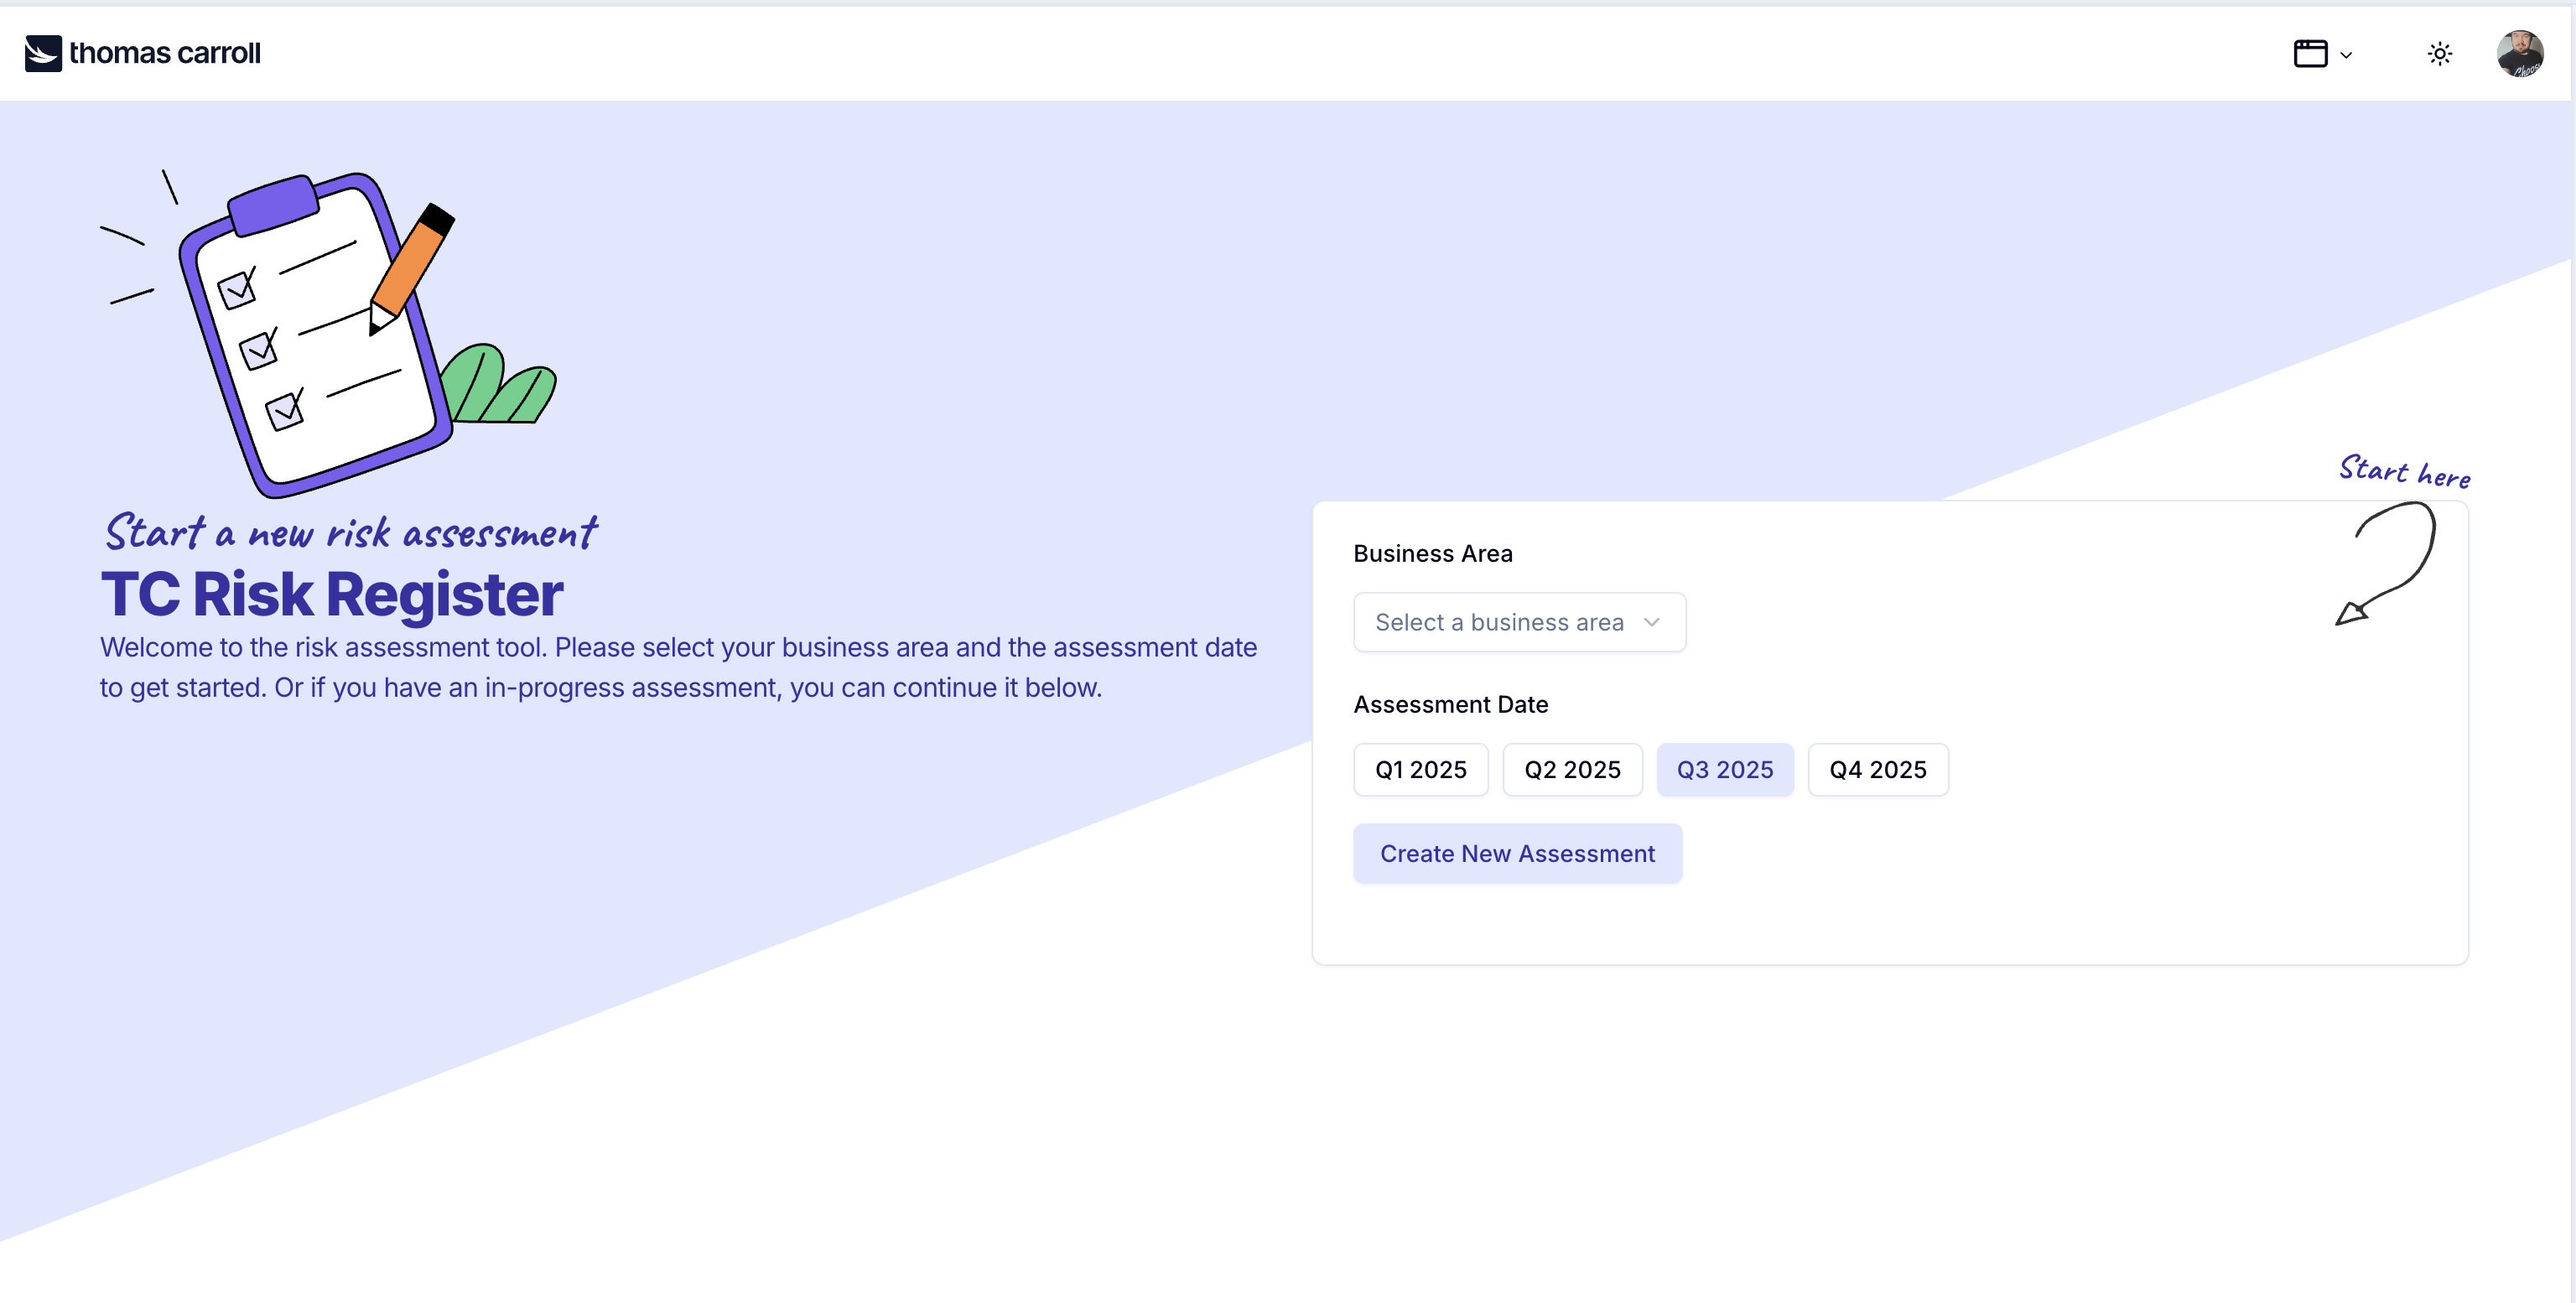 thomas carroll
Start a new risk assessment
TC Risk Register
Welcome to the risk assessment tool. Please select your business area and the assessment date
to get started. Or if you have an in-progress assessment, you can continue it below.
Start here
Business Area
Select a business area
Assessment Date
Q1 2025
Q2 2025
Q3 2025
Q4 2025
Create New Assessment